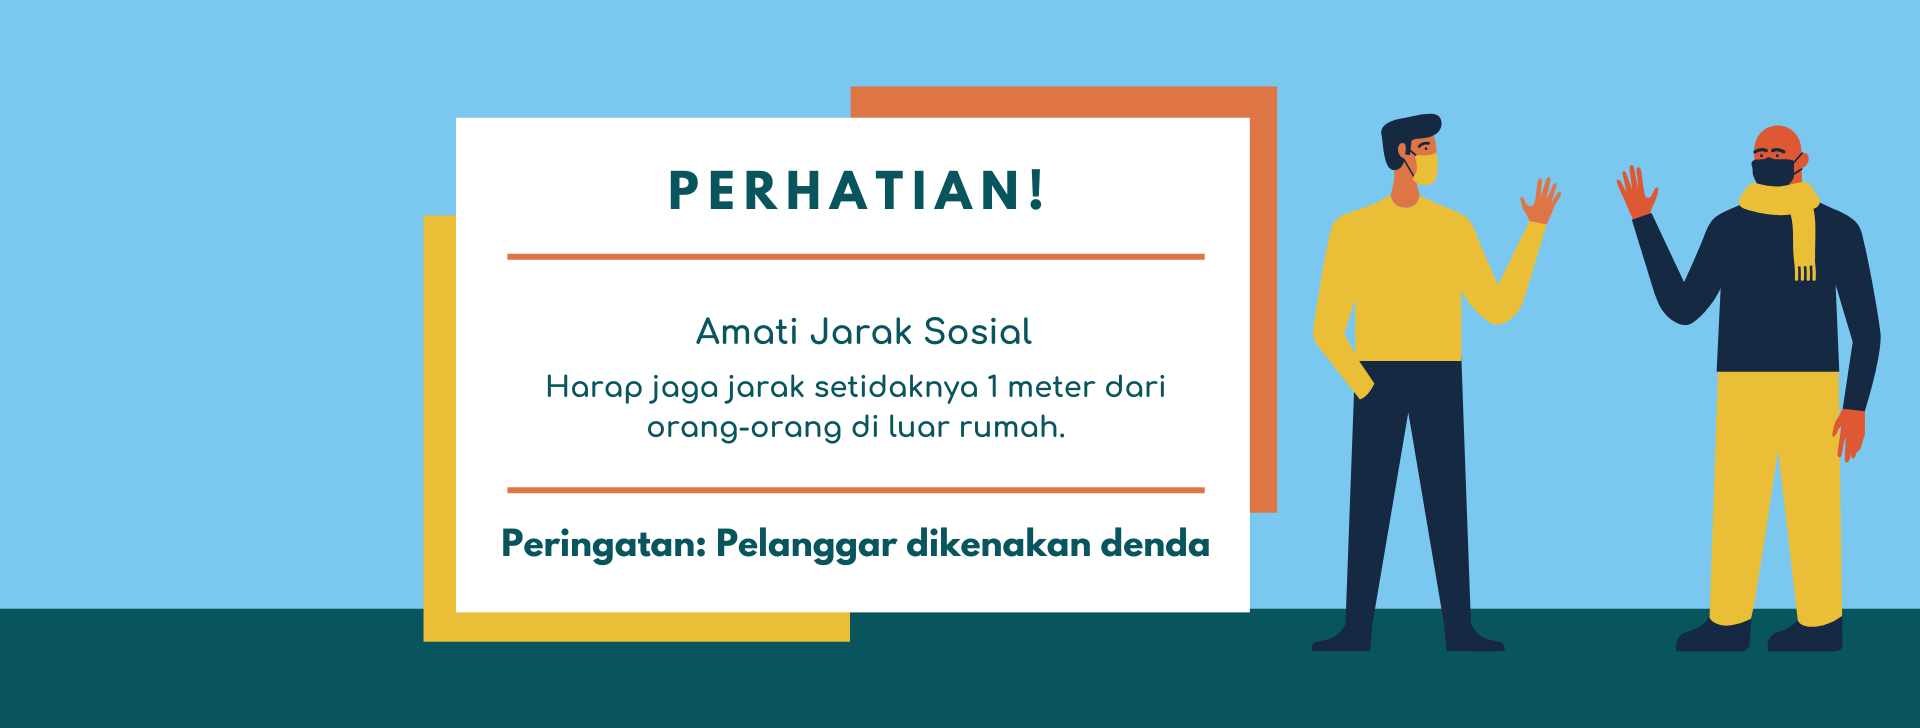 PERHATIAN!
Amati Jarak Sosial
Harap jaga jarak setidaknya 1 meter dari
orang-orang di luar rumah.
Peringatan: Pelanggar dikenakan denda